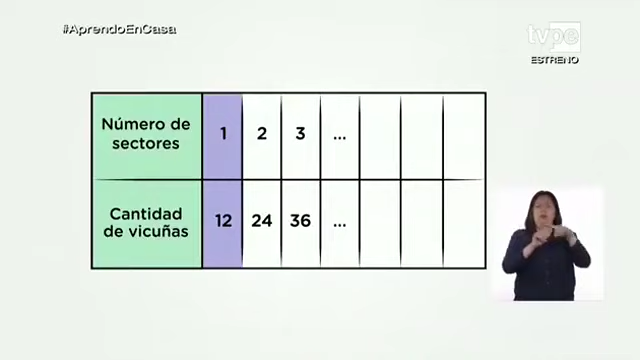 #AprendoEnCasa
tvpe
ESTRENO
Número de
sectores
1
2
3
...
Cantidad
de vicuñas
12
24
36
...